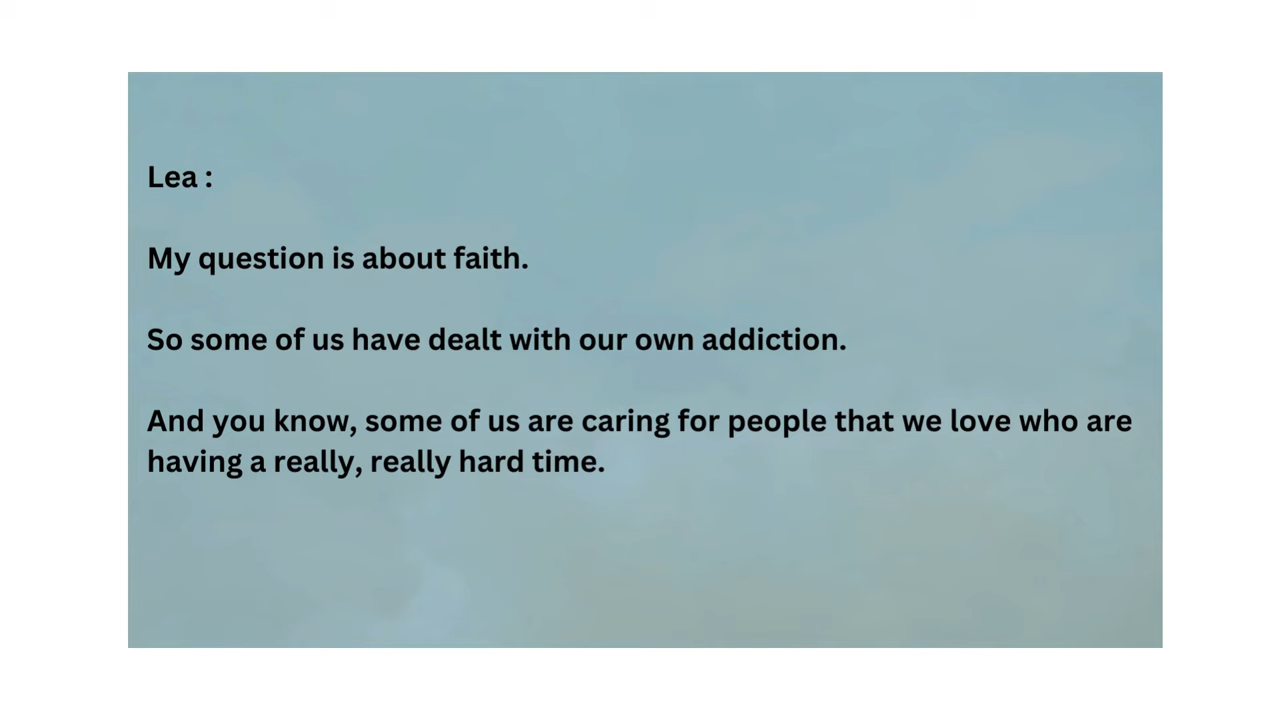 Lea :
My question is about faith.
So some of us have dealt with our own addiction.
And you know, some of us are caring for people that we love who are
having a really, really hard time.